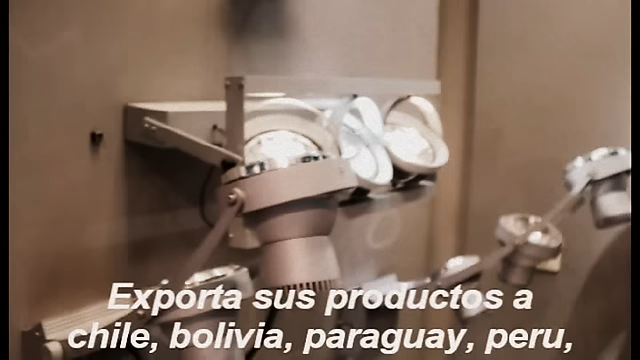 Exporta sus productos a
chile, bolivia, paraguay, peru,